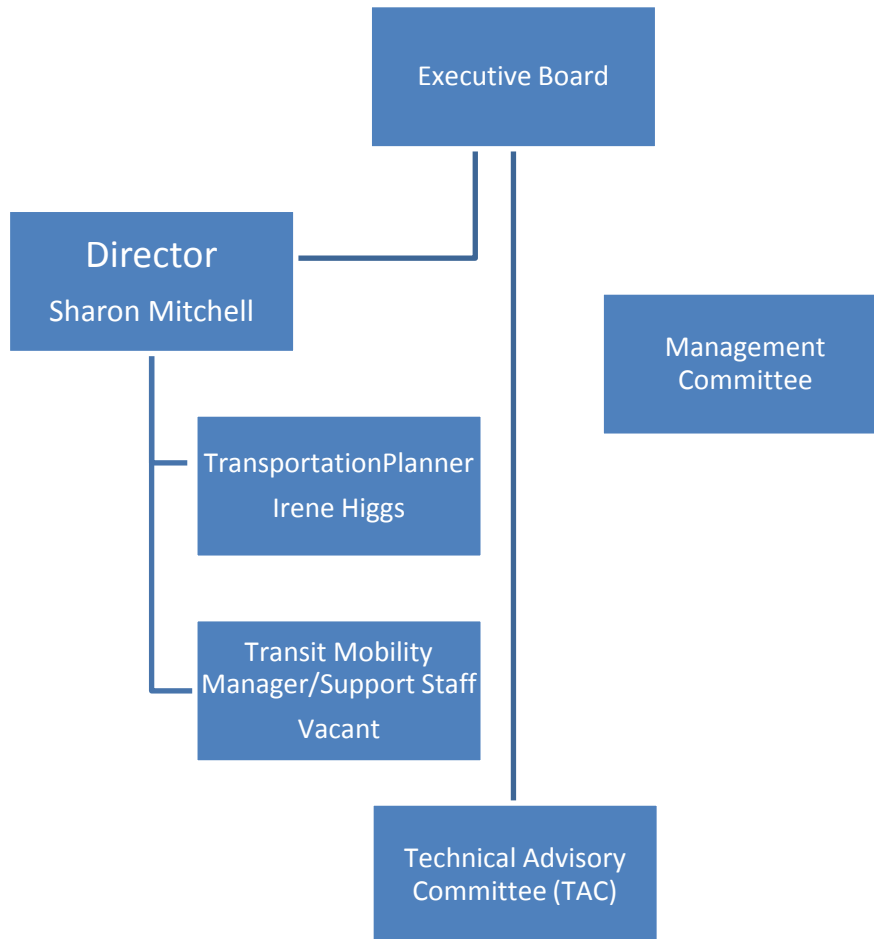 Executive Board
Director
Sharon Mitchell
Management
Committee
TransportationPlanner
Irene Higgs
Transit Mobility
Manager/Support Staff
Vacant
Technical Advisory
Committee (TAC)